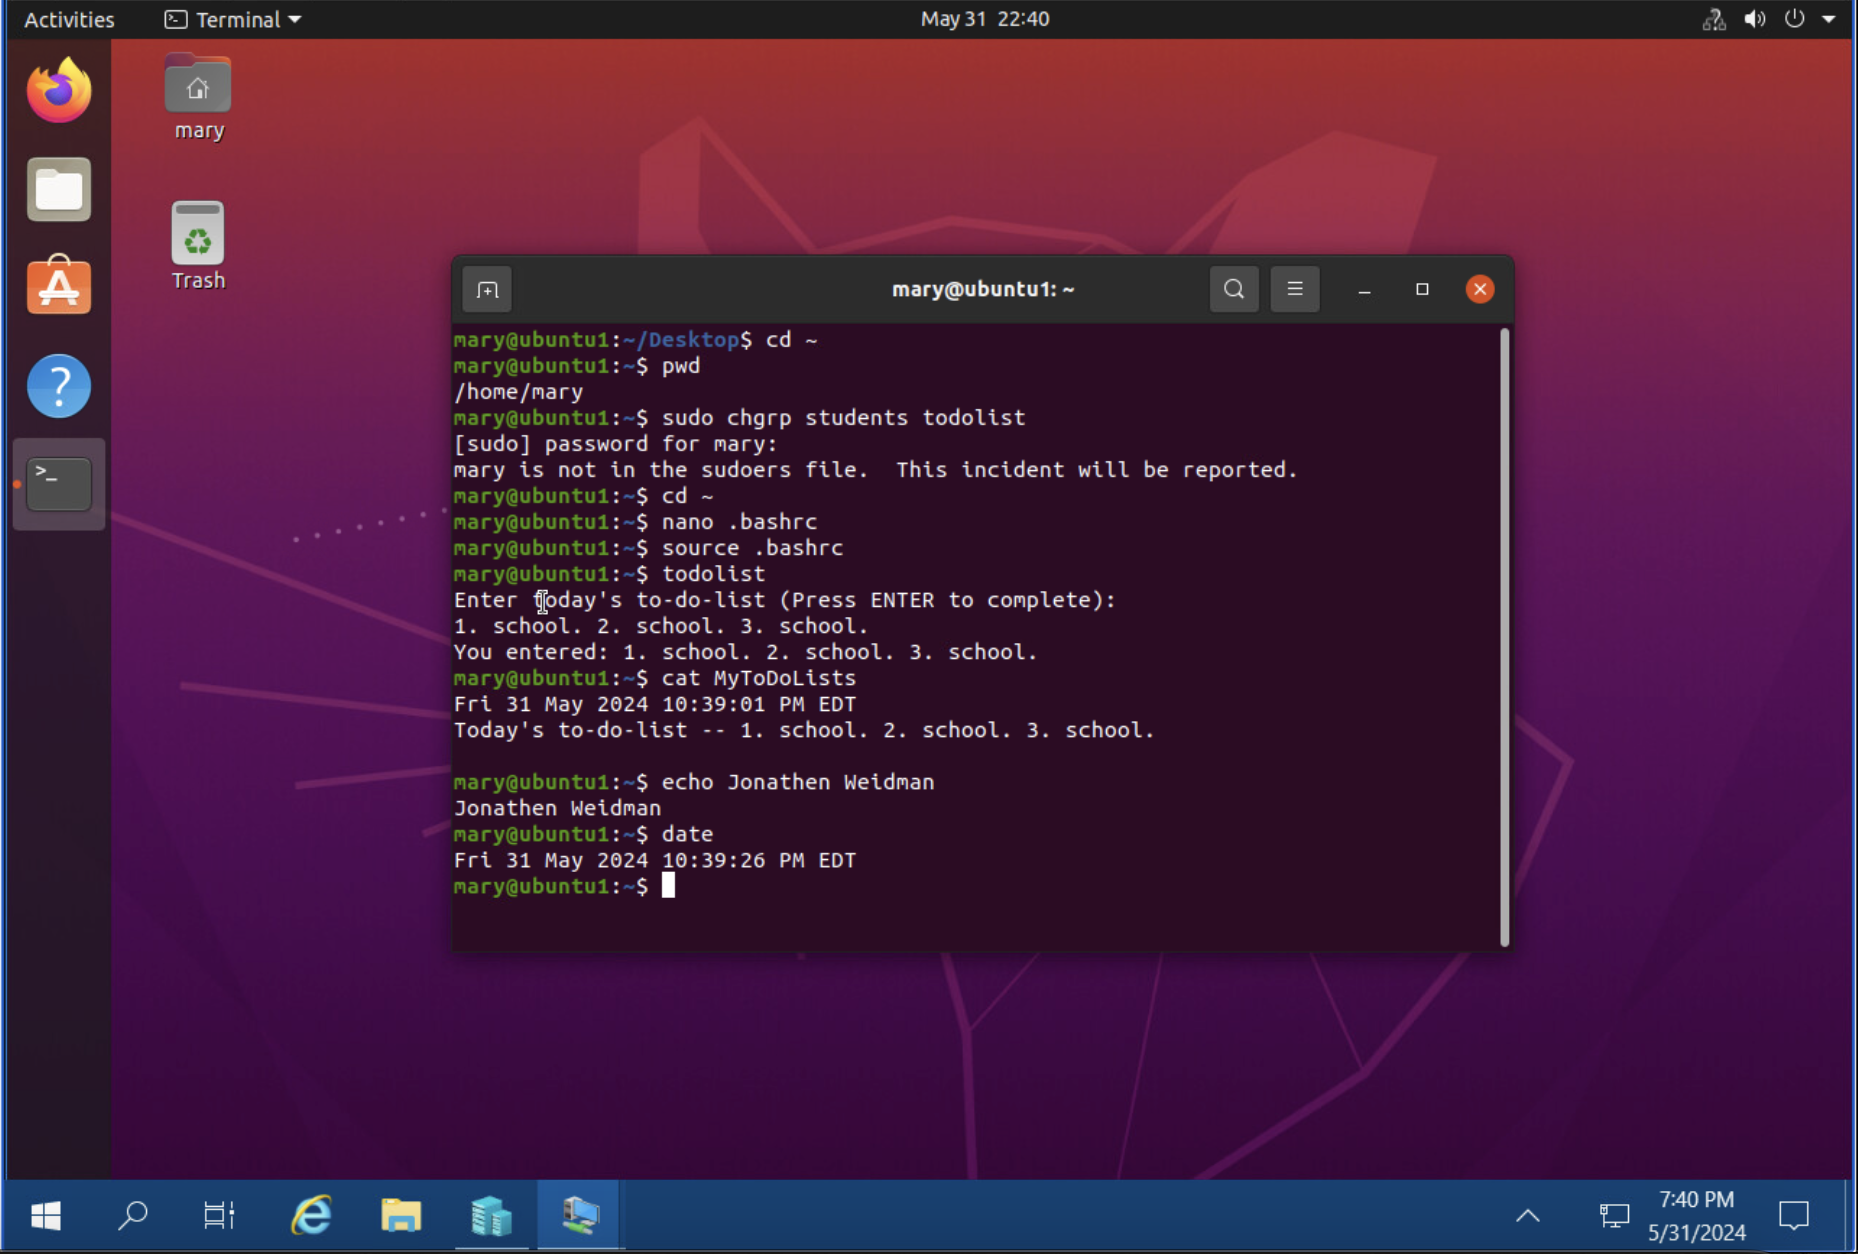 Activities
Terminal
May 31 22:40
mary
Trash
mary@ubuntu1: ~
mary@ubuntu1:~/Desktop$ cd ~
mary@ubuntu1:~$ pwd
/home/mary
mary@ubuntu1:~$ sudo chgrp students todolist
[sudo] password for mary:
mary is not in the sudoers file.  This incident will be reported.
mary@ubuntu1:~$ cd ~
mary@ubuntu1:~$ nano .bashrc
mary@ubuntu1:~$ source .bashrc
mary@ubuntu1:~$ todolist
Enter today's to-do-list (Press ENTER to complete):
1. school. 2. school. 3. school.
You entered: 1. school. 2. school. 3. school.
mary@ubuntu1:~$ cat MyToDoLists
Fri 31 May 2024 10:39:01 PM EDT
Today's to-do-list -- 1. school. 2. school. 3. school.
mary@ubuntu1:~$ echo Jonathen Weidman
Jonathen Weidman
mary@ubuntu1:~$ date
Fri 31 May 2024 10:39:26 PM EDT
mary@ubuntu1:~$
7:40 PM
5/31/2024